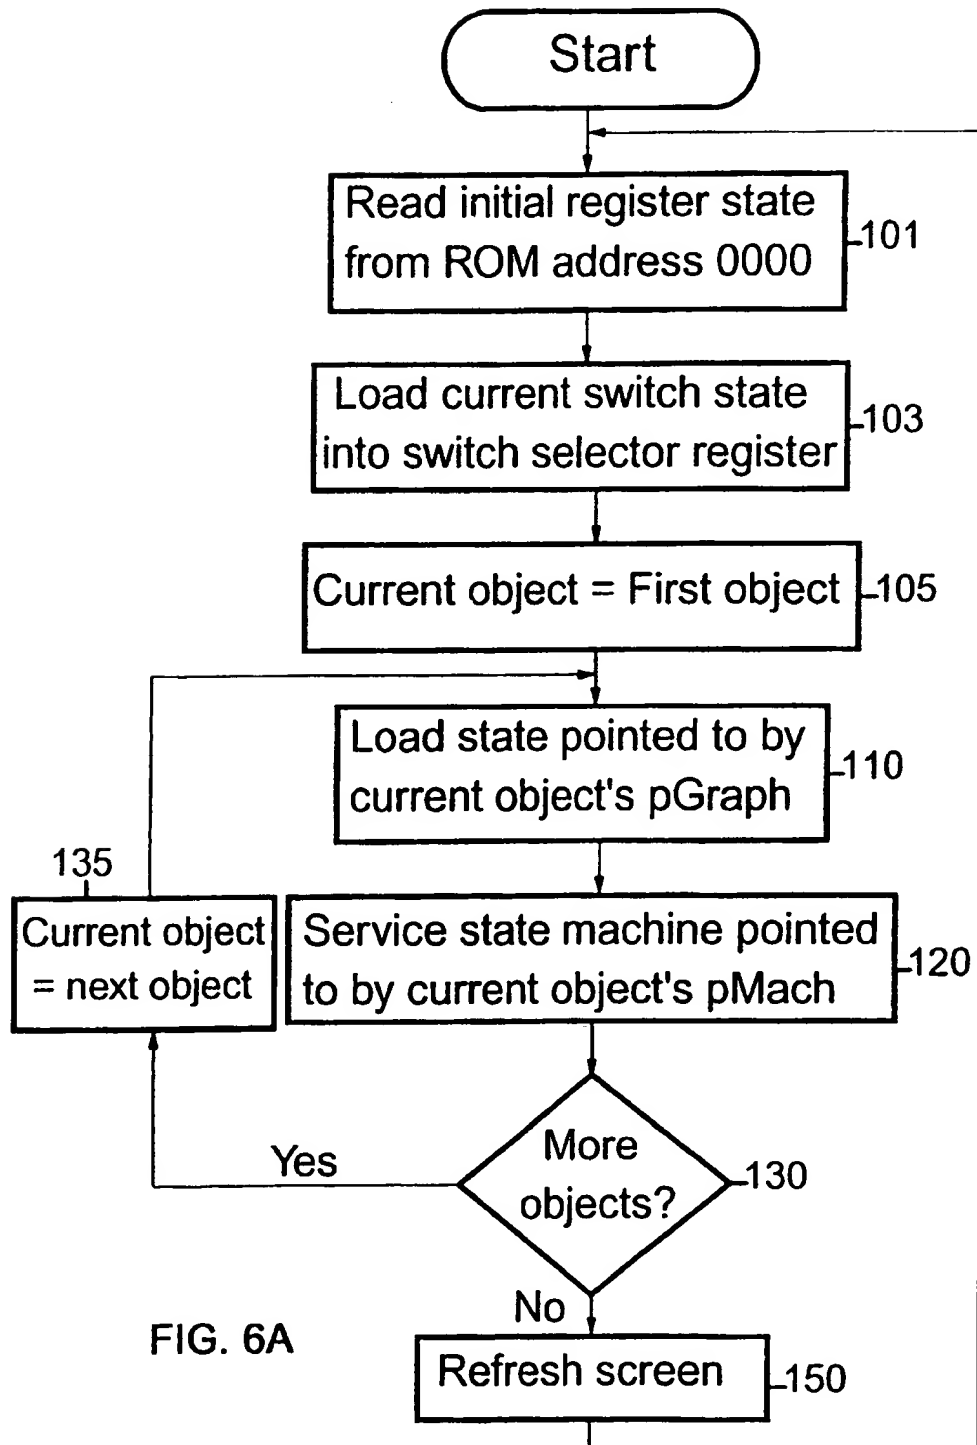 Start
Read initial register state
from ROM address 0000
101
Load current switch state
into switch selector register
103
Current object = First object
105
Load state pointed to by
current object's pGraph
110
135
Current object
= next object
Service state machine pointed
to by current object's pMach
120
More
objects?
130
Yes
No
FIG. 6A
Refresh screen
150